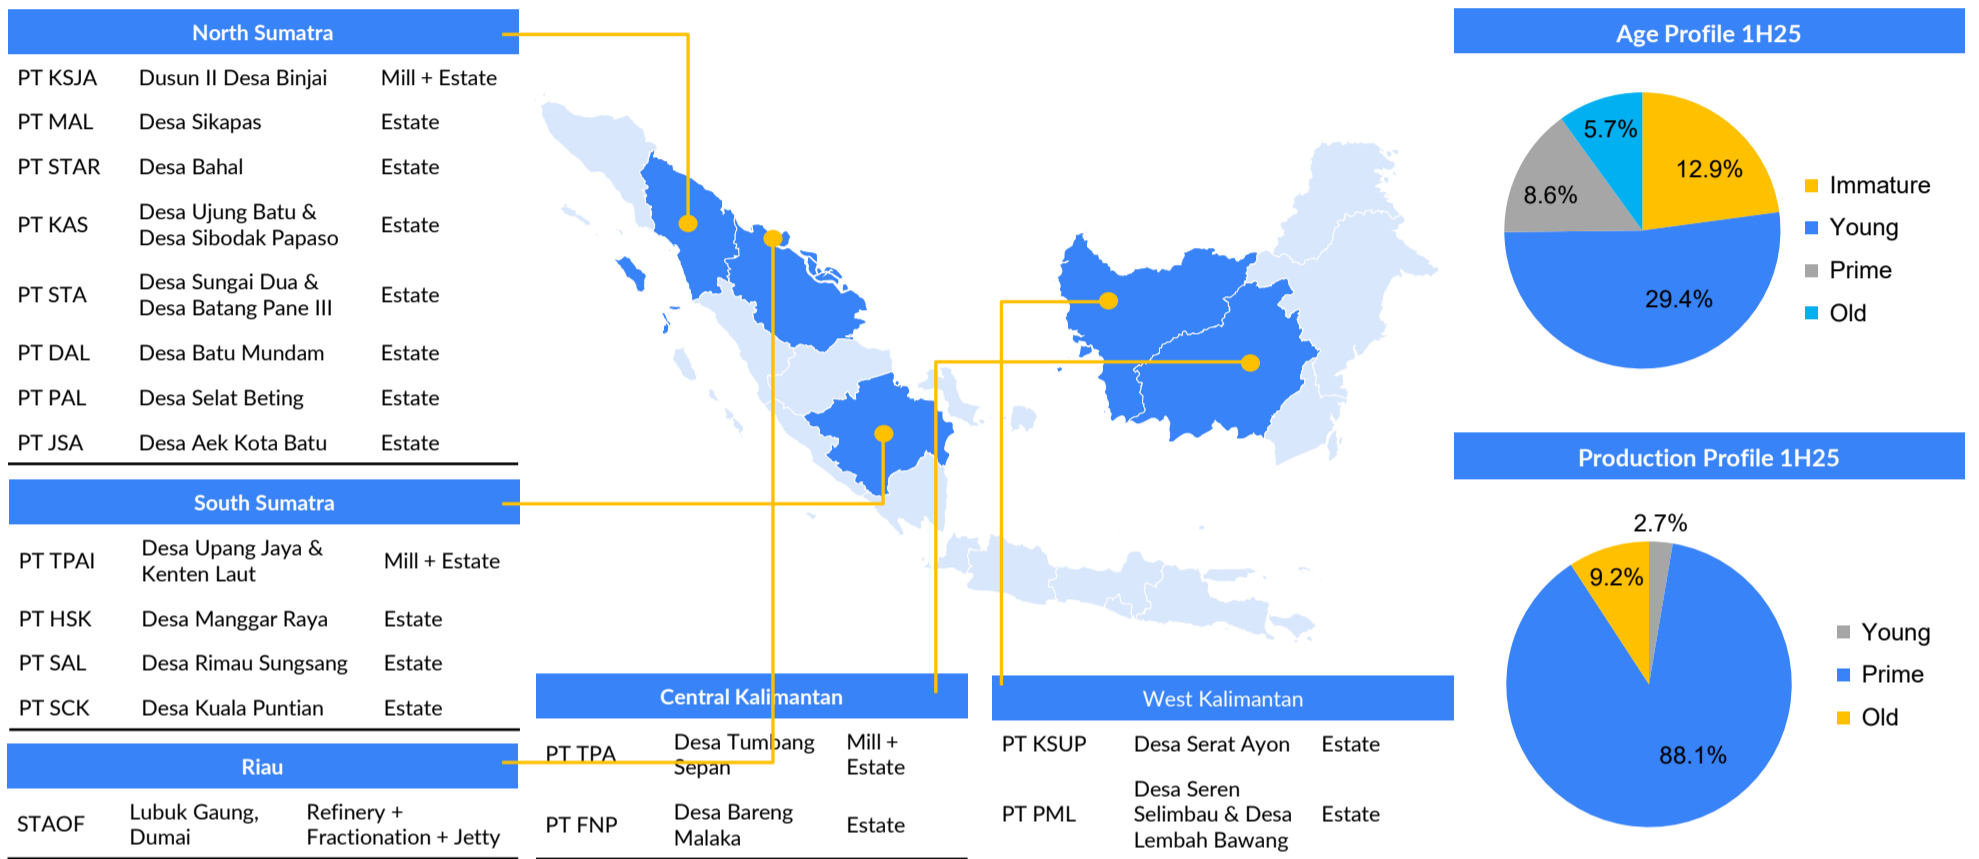 North Sumatra
PT KSJA Dusun II Desa Binjai Mill + Estate
PT MAL Desa Sikapas Estate
PT STAR Desa Bahal Estate
PT KAS Desa Ujung Batu & Estate
Desa Sibodak Papaso
PT STA Desa Sungai Dua & Estate
Desa Batang Pane III
PT DAL Desa Batu Mundam Estate
PT PAL Desa Selat Beting Estate
PT JSA Desa Aek Kota Batu Estate
South Sumatra
PT TPAI Desa Upang Jaya & Mill + Estate
Kenten Laut
PT HSK Desa Manggar Raya Estate
PT SAL Desa Rimau Sungsang Estate
PT SCK Desa Kuala Puntian Estate
Riau
STAOF Lubuk Gaung, Refinery +
Dumai Fractionation + Jetty
Central Kalimantan
PT TPA Desa Tumbang Mill +
Sepan Estate
PT FNP Desa Bareng Estate
Malaka
West Kalimantan
PT KSUP Desa Serat Ayon Estate
Desa Seren
PT PML Selimbau & Desa Estate
Lembah Bawang
Age Profile 1H25
5.7%
12.9%
8.6%
29.4%
Immature
Young
Prime
Old
Production Profile 1H25
2.7%
9.2%
88.1%
Young
Prime
Old